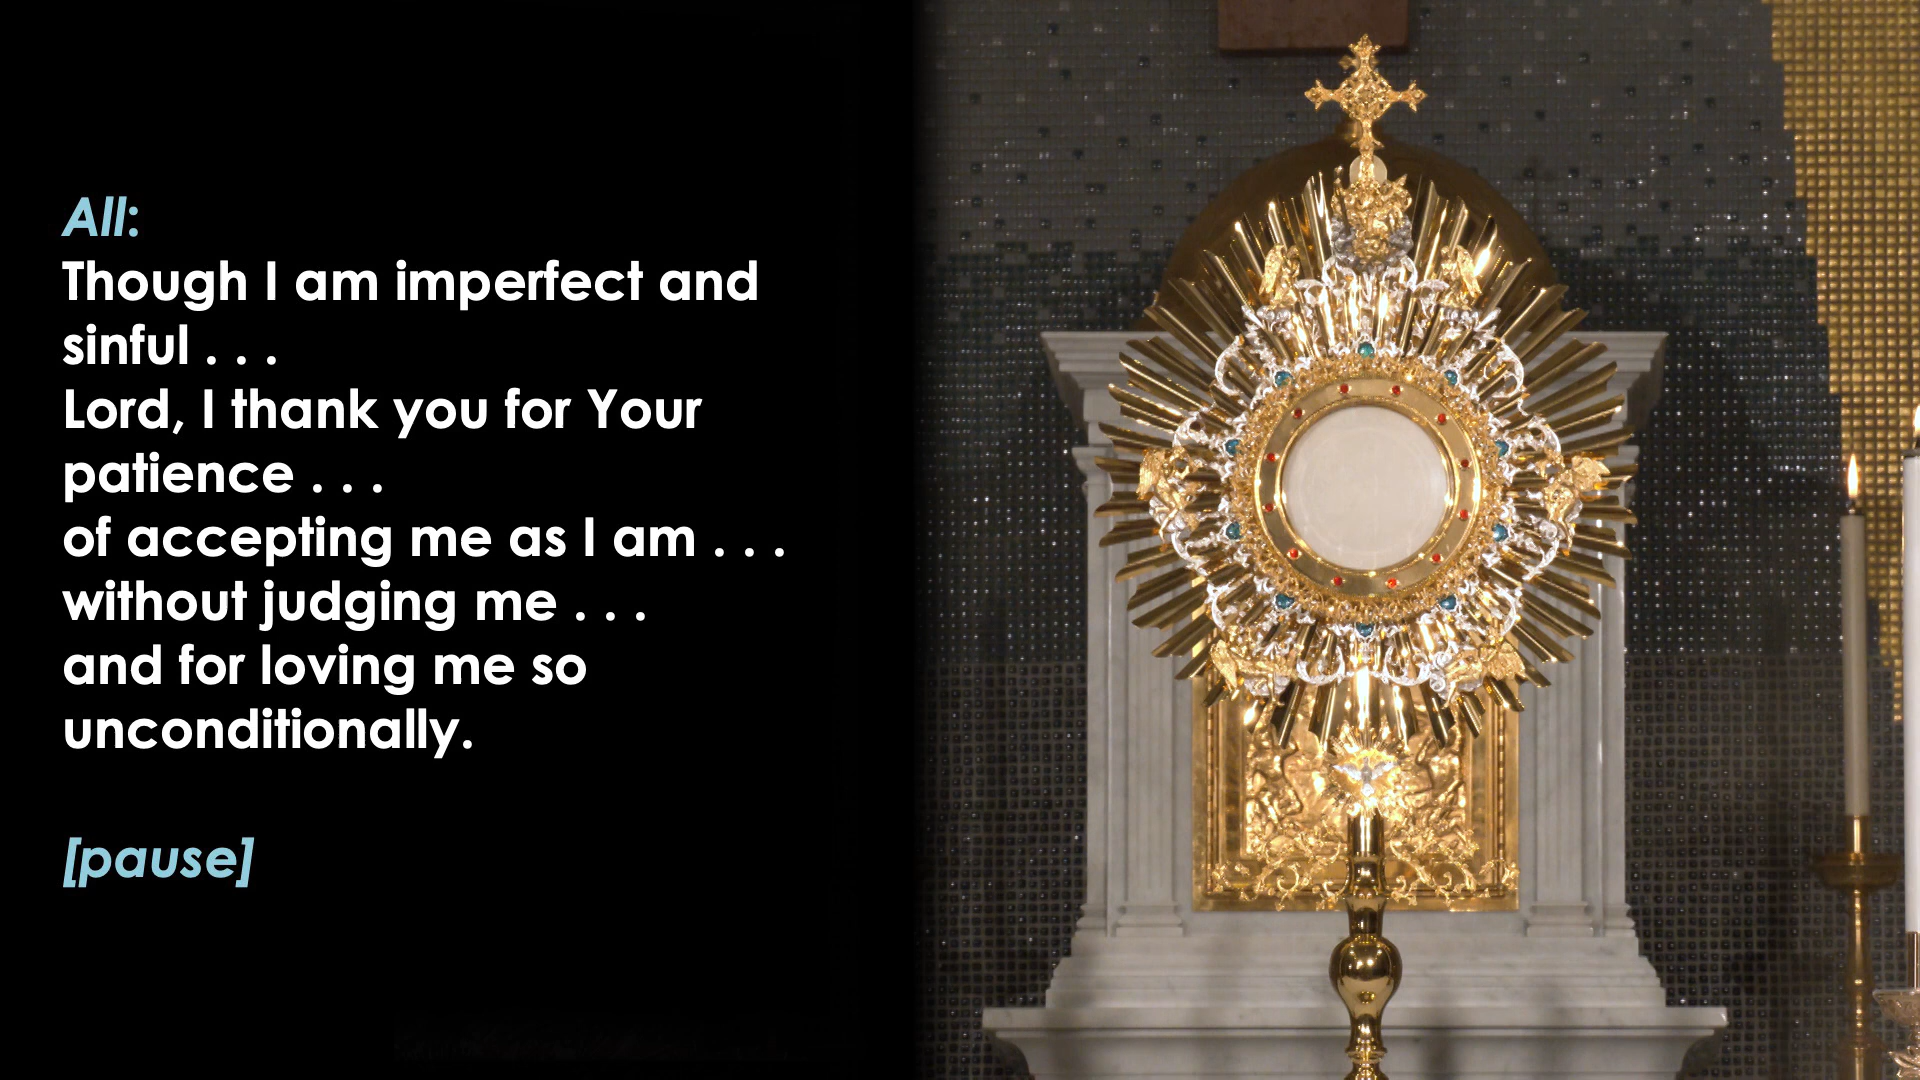 All:
Though I am imperfect and
sinful . . .
Lord, I thank you for Your
patience . . .
of accepting me as I am . . .
without judging me . . .
and for loving me so
unconditionally.
[pause]